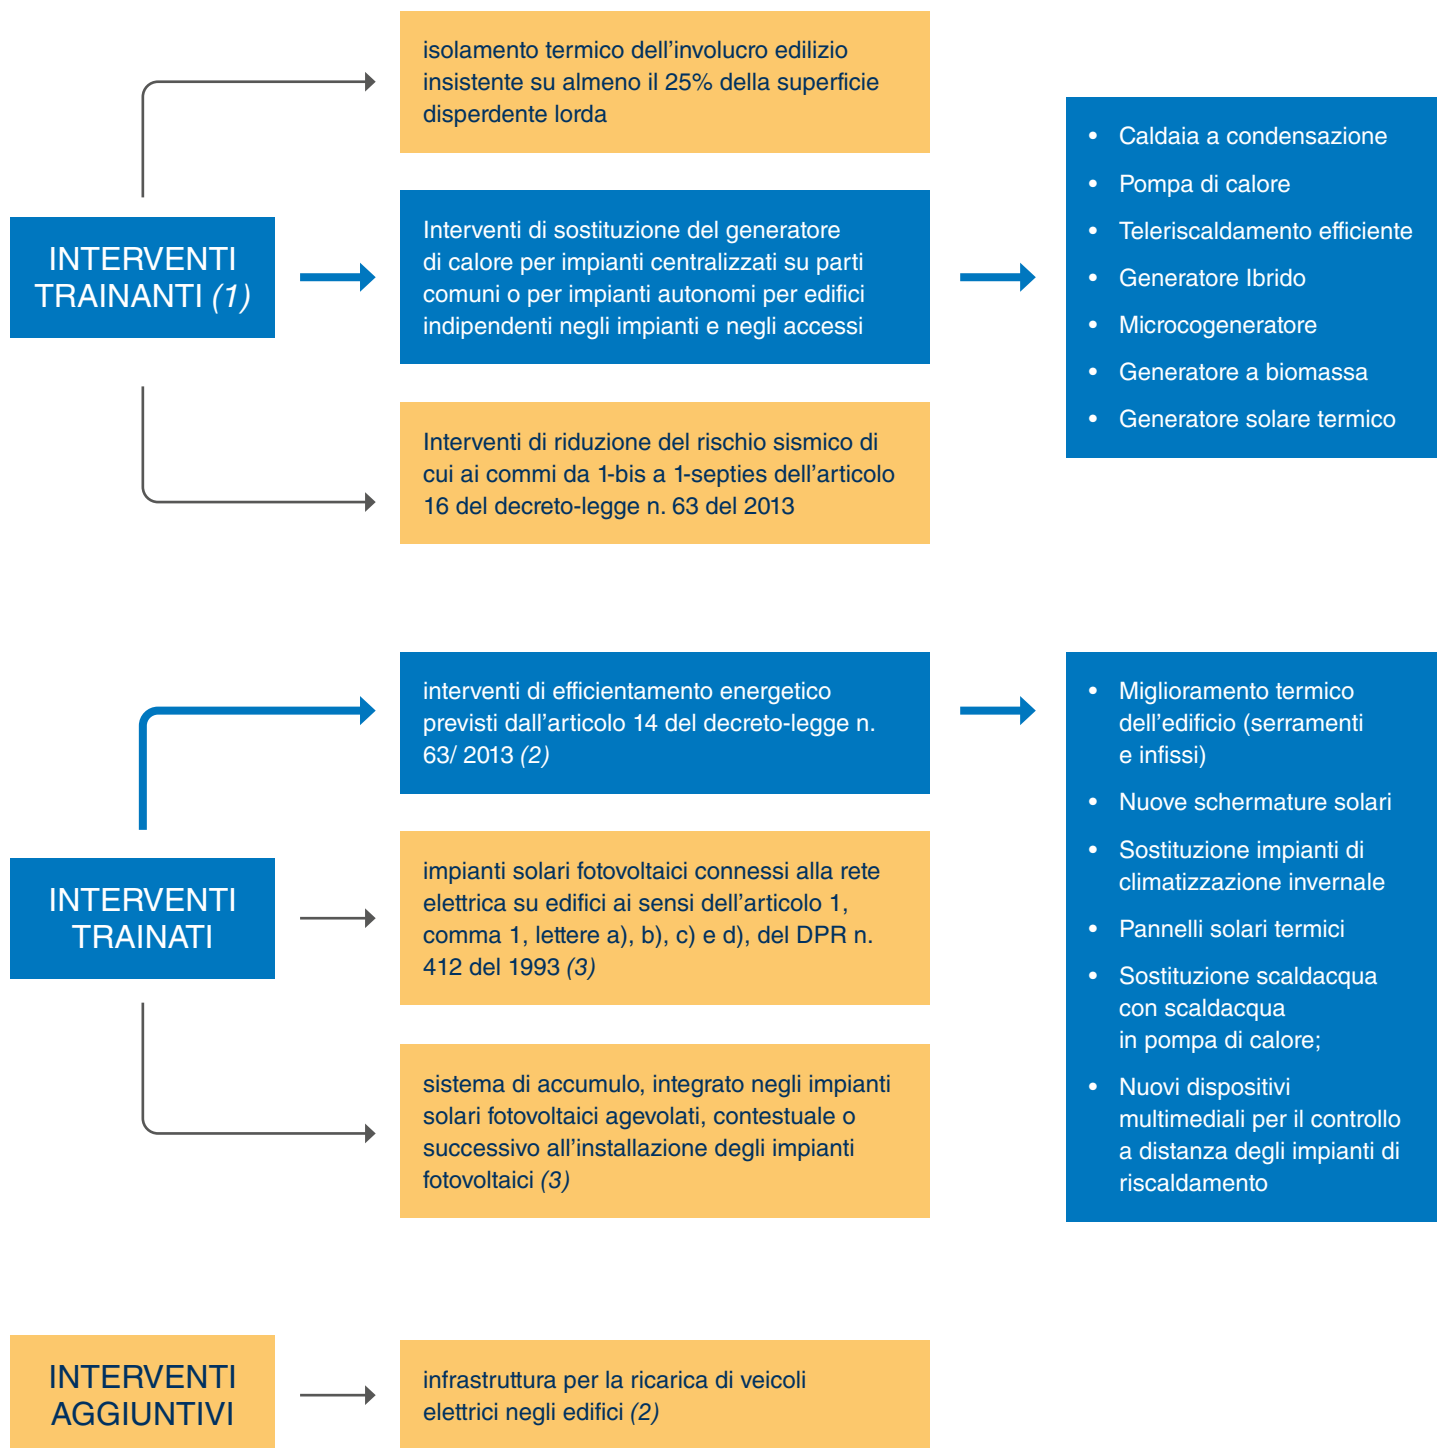 isolamento termico dell’involucro edilizio
insistente su almeno il 25% della superficie
disperdente lorda
INTERVENTI
TRAINANTI (1)
Interventi di sostituzione del generatore
di calore per impianti centralizzati su parti
comuni o per impianti autonomi per edifici
indipendenti negli impianti e negli accessi
• Caldaia a condensazione
• Pompa di calore
• Teleriscaldamento efficiente
• Generatore Ibrido
• Microcogeneratore
• Generatore a biomassa
• Generatore solare termico
Interventi di riduzione del rischio sismico di
cui ai commi da 1-bis a 1-septies dell’articolo
16 del decreto-legge n. 63 del 2013
interventi di efficientamento energetico
previsti dall’articolo 14 del decreto-legge n.
63/ 2013 (2)
• Miglioramento termico
dell’edificio (serramenti
e infissi)
• Nuove schermature solari
• Sostituzione impianti di
climatizzazione invernale
• Pannelli solari termici
• Sostituzione scaldacqua
con scaldacqua
in pompa di calore;
• Nuovi dispositivi
multimediali per il controllo
a distanza degli impianti di
riscaldamento
INTERVENTI
TRAINATI
impianti solari fotovoltaici connessi alla rete
elettrica su edifici ai sensi dell’articolo 1,
comma 1, lettere a), b), c) e d), del DPR n.
412 del 1993 (3)
sistema di accumulo, integrato negli impianti
solari fotovoltaici agevolati, contestuale o
successivo all’installazione degli impianti
fotovoltaici (3)
INTERVENTI
AGGIUNTIVI
infrastruttura per la ricarica di veicoli
elettrici negli edifici (2)